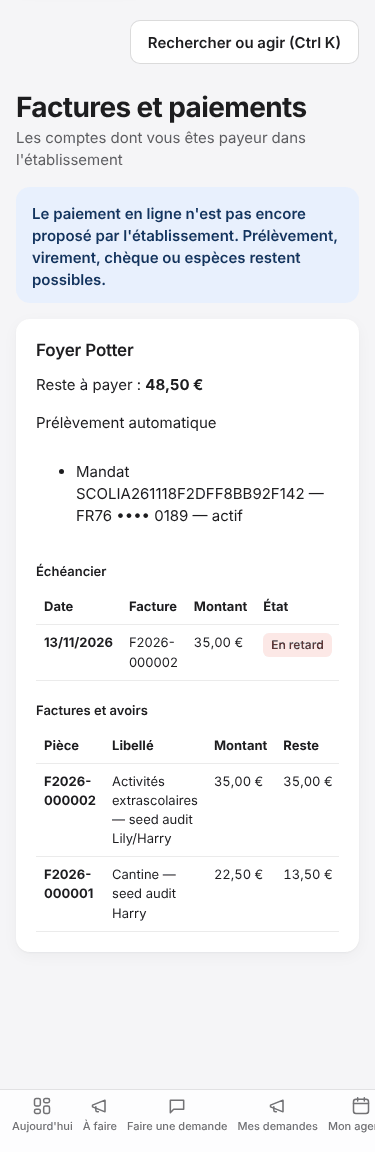 Rechercher ou agir (Ctrl K)
Factures et paiements
Les comptes dont vous êtes payeur dans
l'établissement
Le paiement en ligne n'est pas encore
proposé par l'établissement. Prélèvement,
virement, chèque ou espèces restent
possibles.
Foyer Potter
Reste à payer : 48,50 €
Prélèvement automatique
• Mandat
SCOLIA261118F2DFF8BB92F142 —
FR76 •••• 0189 — actif
Échéancier
Date Facture Montant État
13/11/2026 F2026- 35,00 € En retard
000002
Factures et avoirs
Pièce Libellé Montant Reste
F2026- Activités 35,00 € 35,00 €
000002 extrascolaires
— seed audit
Lily/Harry
F2026- Cantine — 22,50 € 13,50 €
000001 seed audit
Harry
Aujourd'hui À faire Faire une demande Mes demandes Mon age